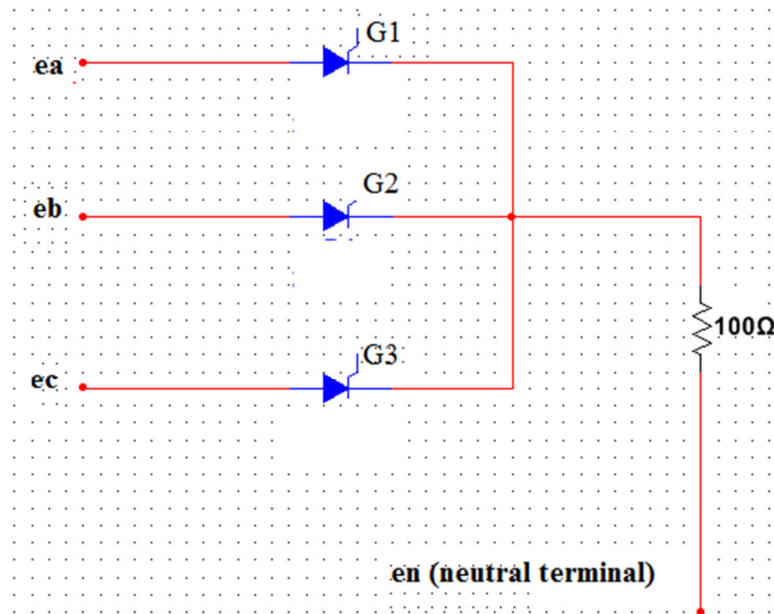 G1
ea
G2
eb
100Ω
G3
ec
en (neutral terminal)